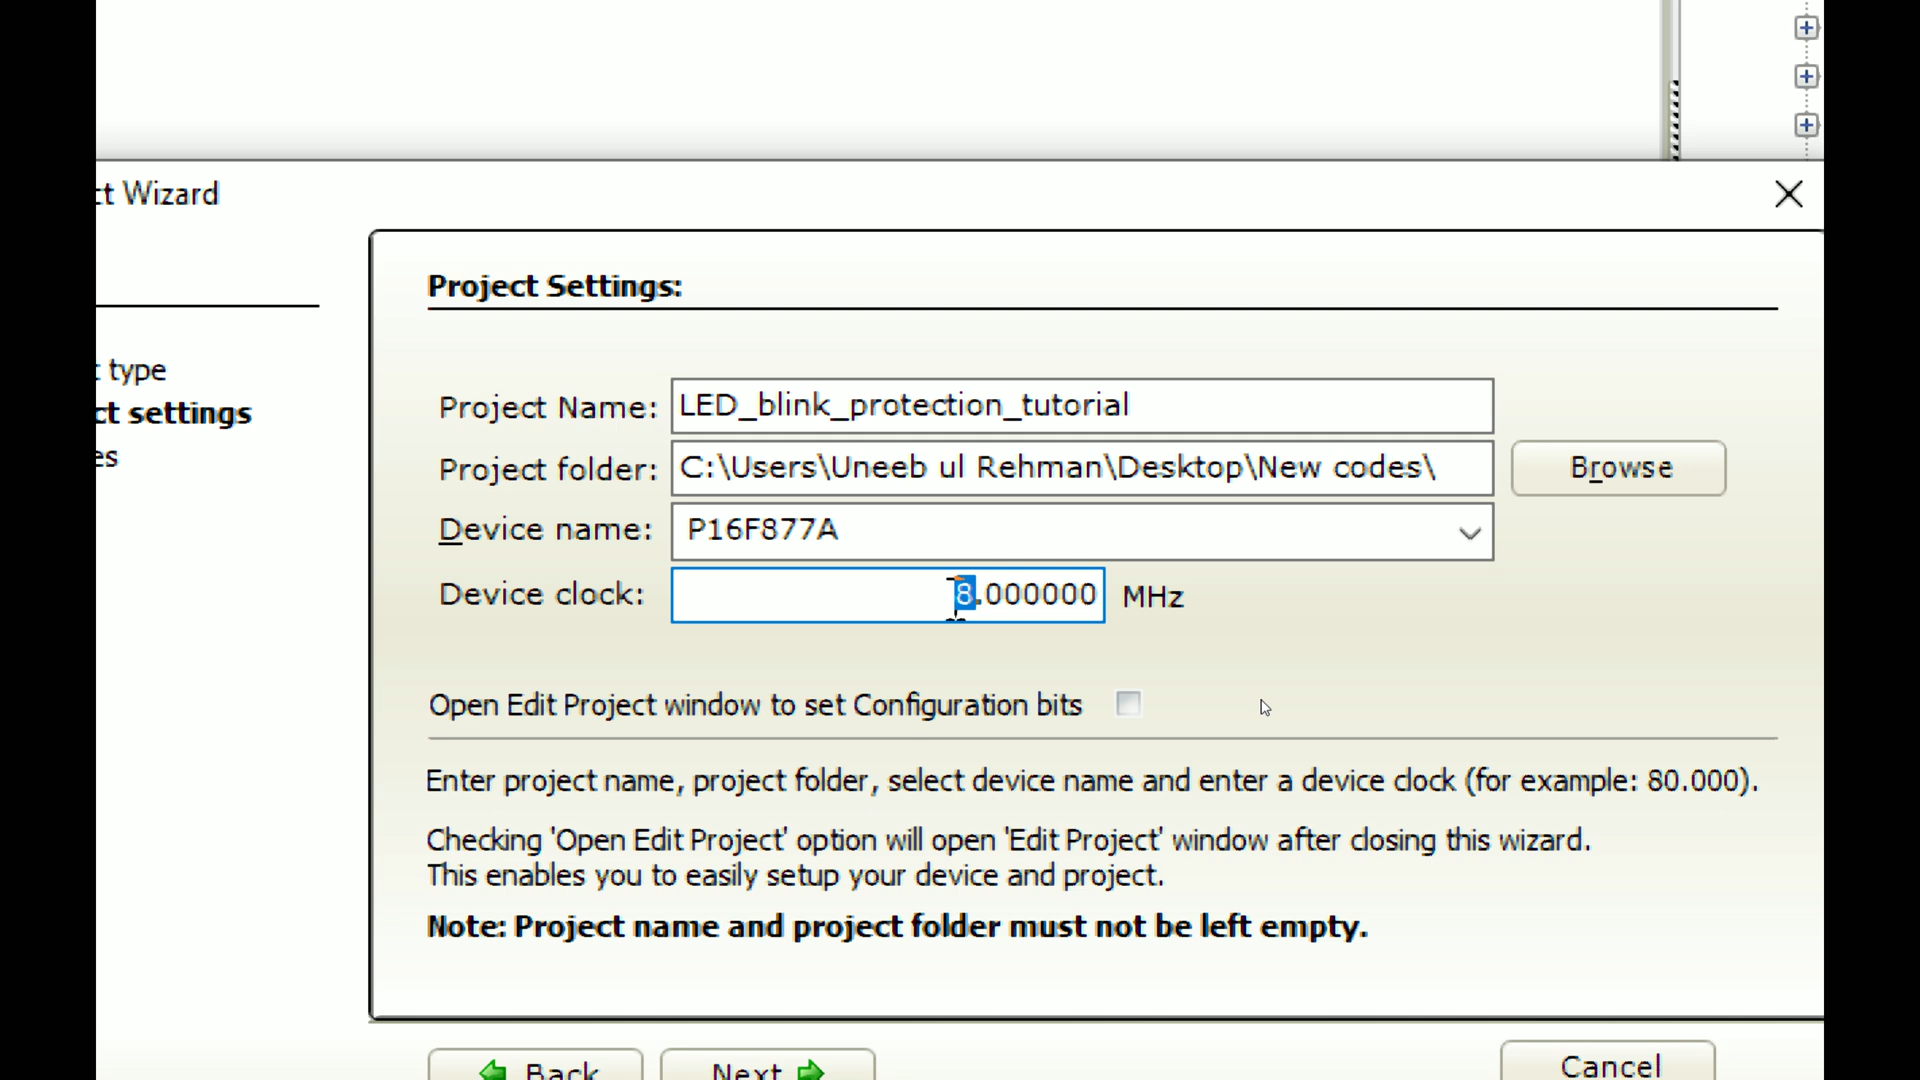 ct Wizard
Project Settings:
type
ct settings
es
Project Name: LED_blink_protection_tutorial
Project folder: C:\Users\Uneeb ul Rehman\Desktop\New codes\ Browse
Device name: P16F877A
Device clock: 8.000000 MHz
Open Edit Project window to set Configuration bits
Enter project name, project folder, select device name and enter a device clock (for example: 80.000).
Checking 'Open Edit Project' option will open 'Edit Project' window after closing this wizard.
This enables you to easily setup your device and project.
Note: Project name and project folder must not be left empty.
Back Next Cancel